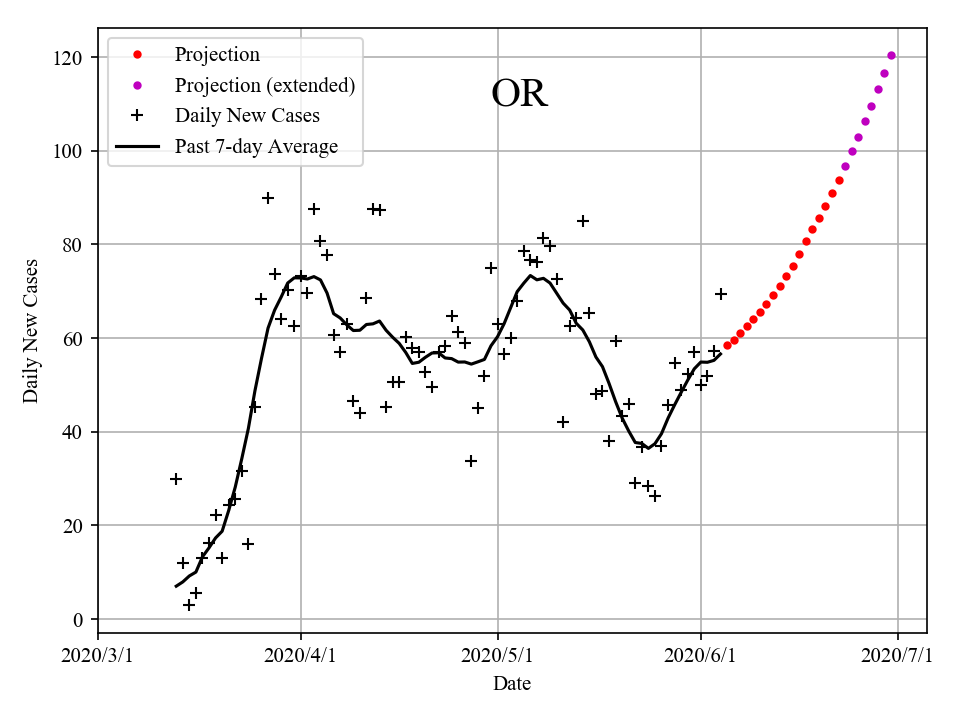 OR
Projection
Projection (extended)
Daily New Cases
Past 7-day Average
Daily New Cases
120
100
80
60
40
20
0
2020/3/1 2020/4/1 2020/5/1 2020/6/1 2020/7/1
Date